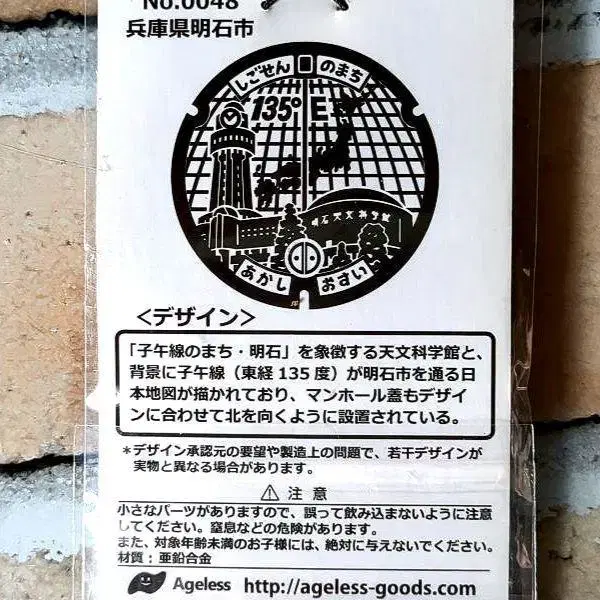 No.0048
兵庫県明石市
しごせん のまち
135° E
明石天文科学館
あかし おすい
<デザイン>
「子午線のまち・明石」を象徴する天文科学館と、
背景に子午線（東経135度）が明石市を通る日
本地図が描かれており、マンホール蓋もデザイ
ンに合わせて北を向くように設置されている。
＊デザイン承認元の要望や製造上の問題で、若干デザインが
実物と異なる場合があります。
⚠ 注 意
小さなパーツがありますので、誤って飲み込まないように注意
してください。窒息などの危険があります。
また、対象年齢未満のお子様には、絶対に与えないでください。
材質：亜鉛合金
Ageless http://ageless-goods.com